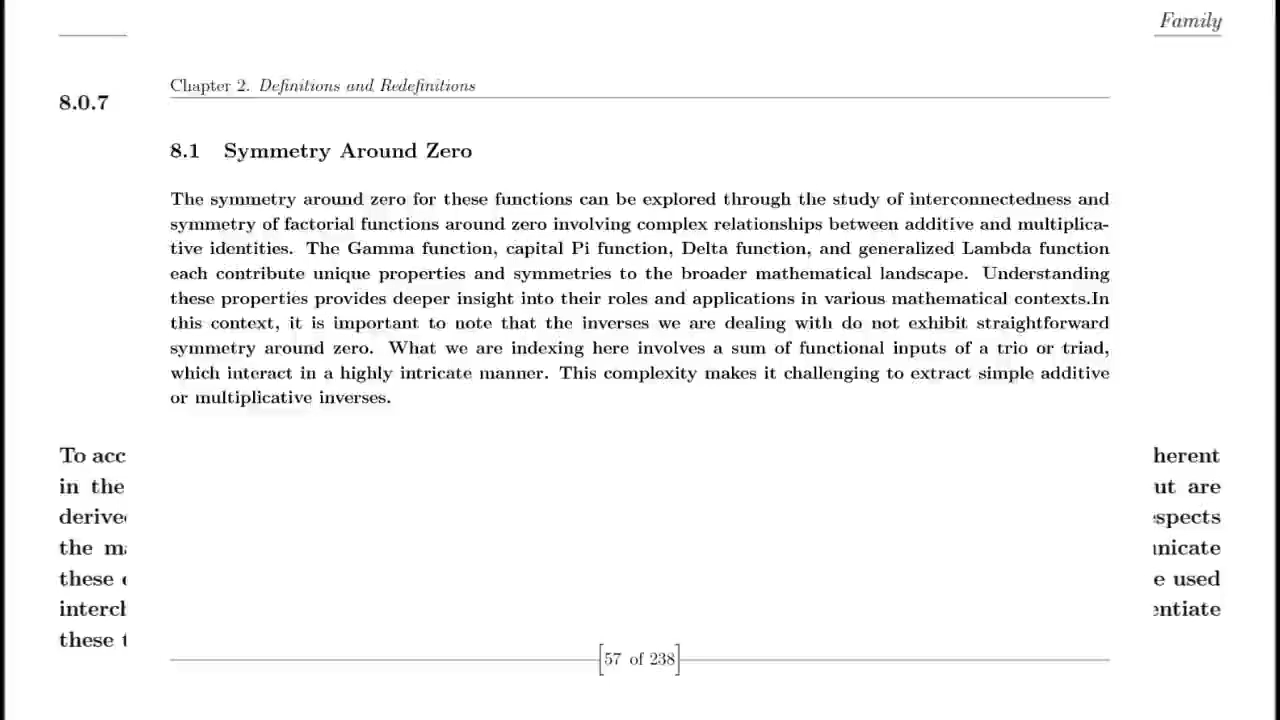 Family
Chapter 2. Definitions and Redefinitions
8.0.7
8.1 Symmetry Around Zero
The symmetry around zero for these functions can be explored through the study of interconnectedness and
symmetry of factorial functions around zero involving complex relationships between additive and multiplica-
tive identities. The Gamma function, capital Pi function, Delta function, and generalized Lambda function
each contribute unique properties and symmetries to the broader mathematical landscape. Understanding
these properties provides deeper insight into their roles and applications in various mathematical contexts.In
this context, it is important to note that the inverses we are dealing with do not exhibit straightforward
symmetry around zero. What we are indexing here involves a sum of functional inputs of a trio or triad,
which interact in a highly intricate manner. This complexity makes it challenging to extract simple additive
or multiplicative inverses.
To acc herent
in the ut are
derive spects
the m nicate
these e used
interch entiate
these t
[57 of 238]